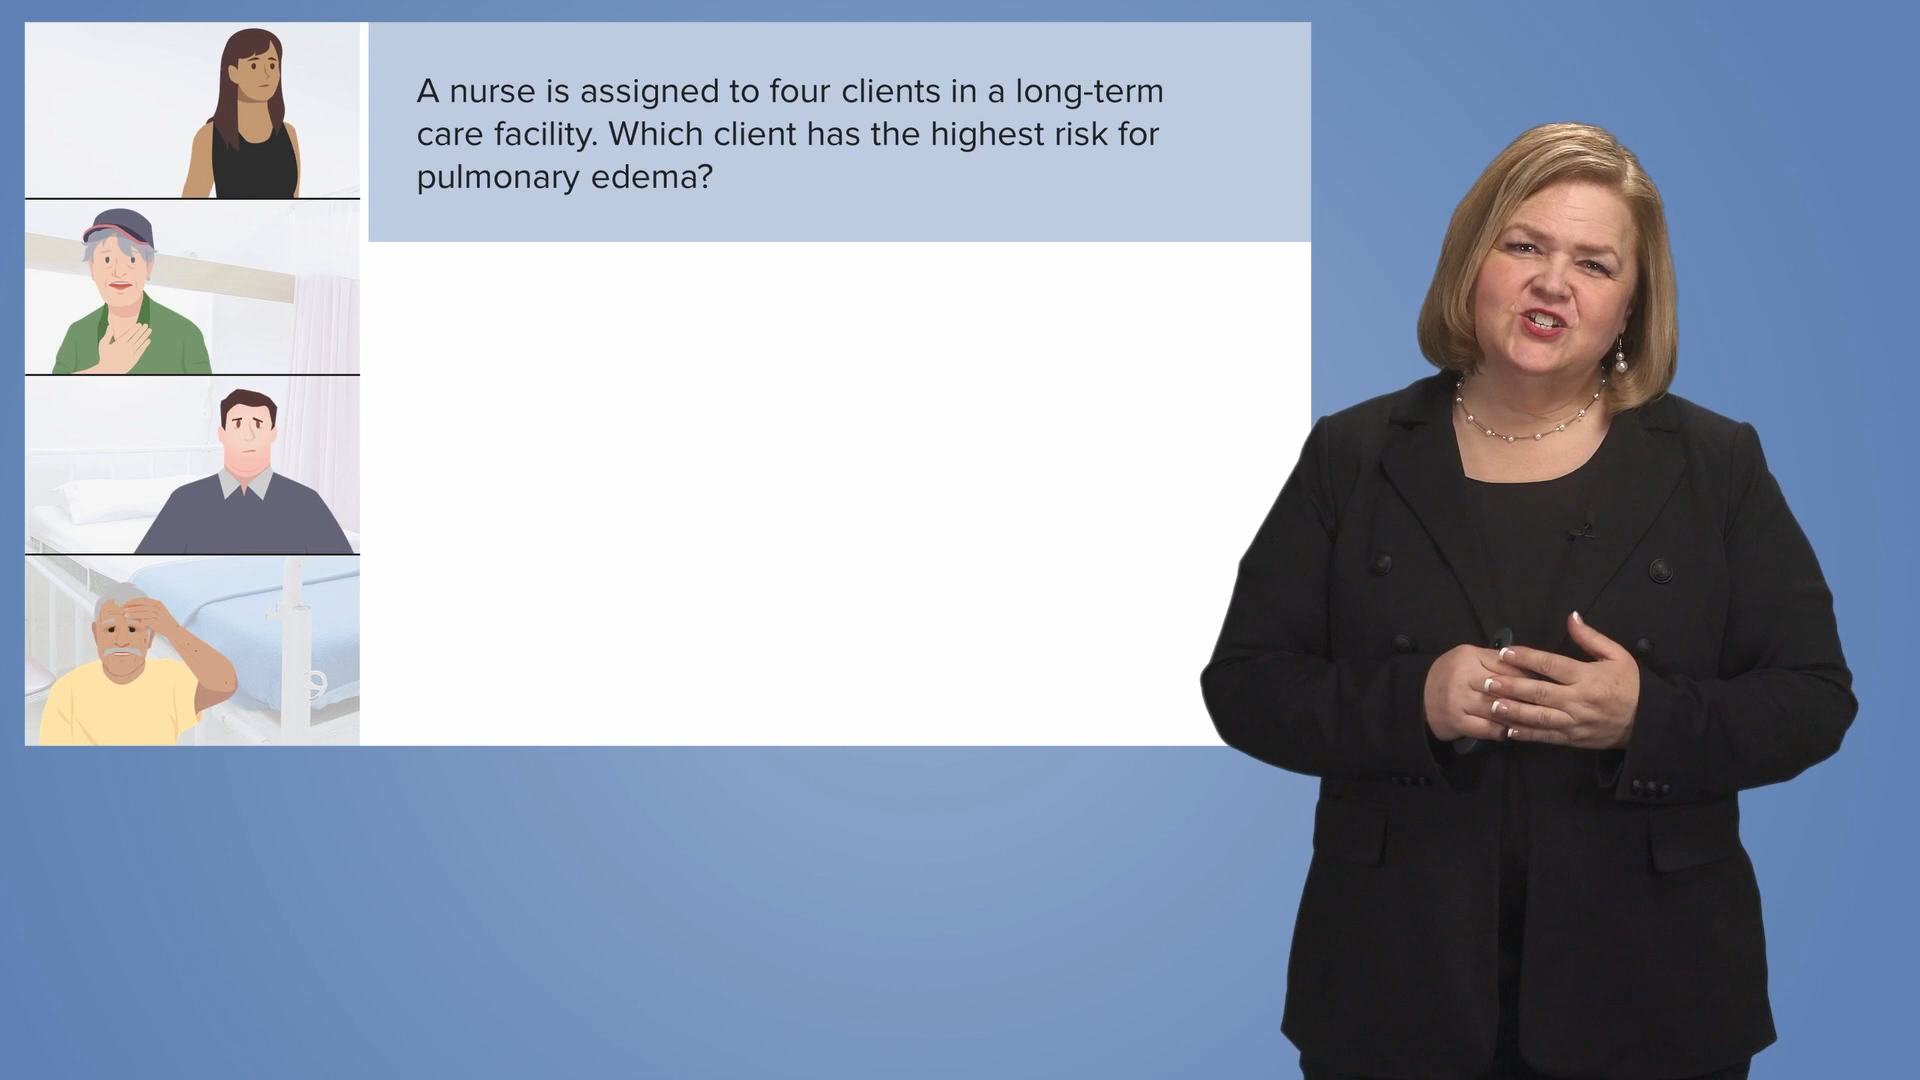 A nurse is assigned to four clients in a long-term
care facility. Which client has the highest risk for
pulmonary edema?